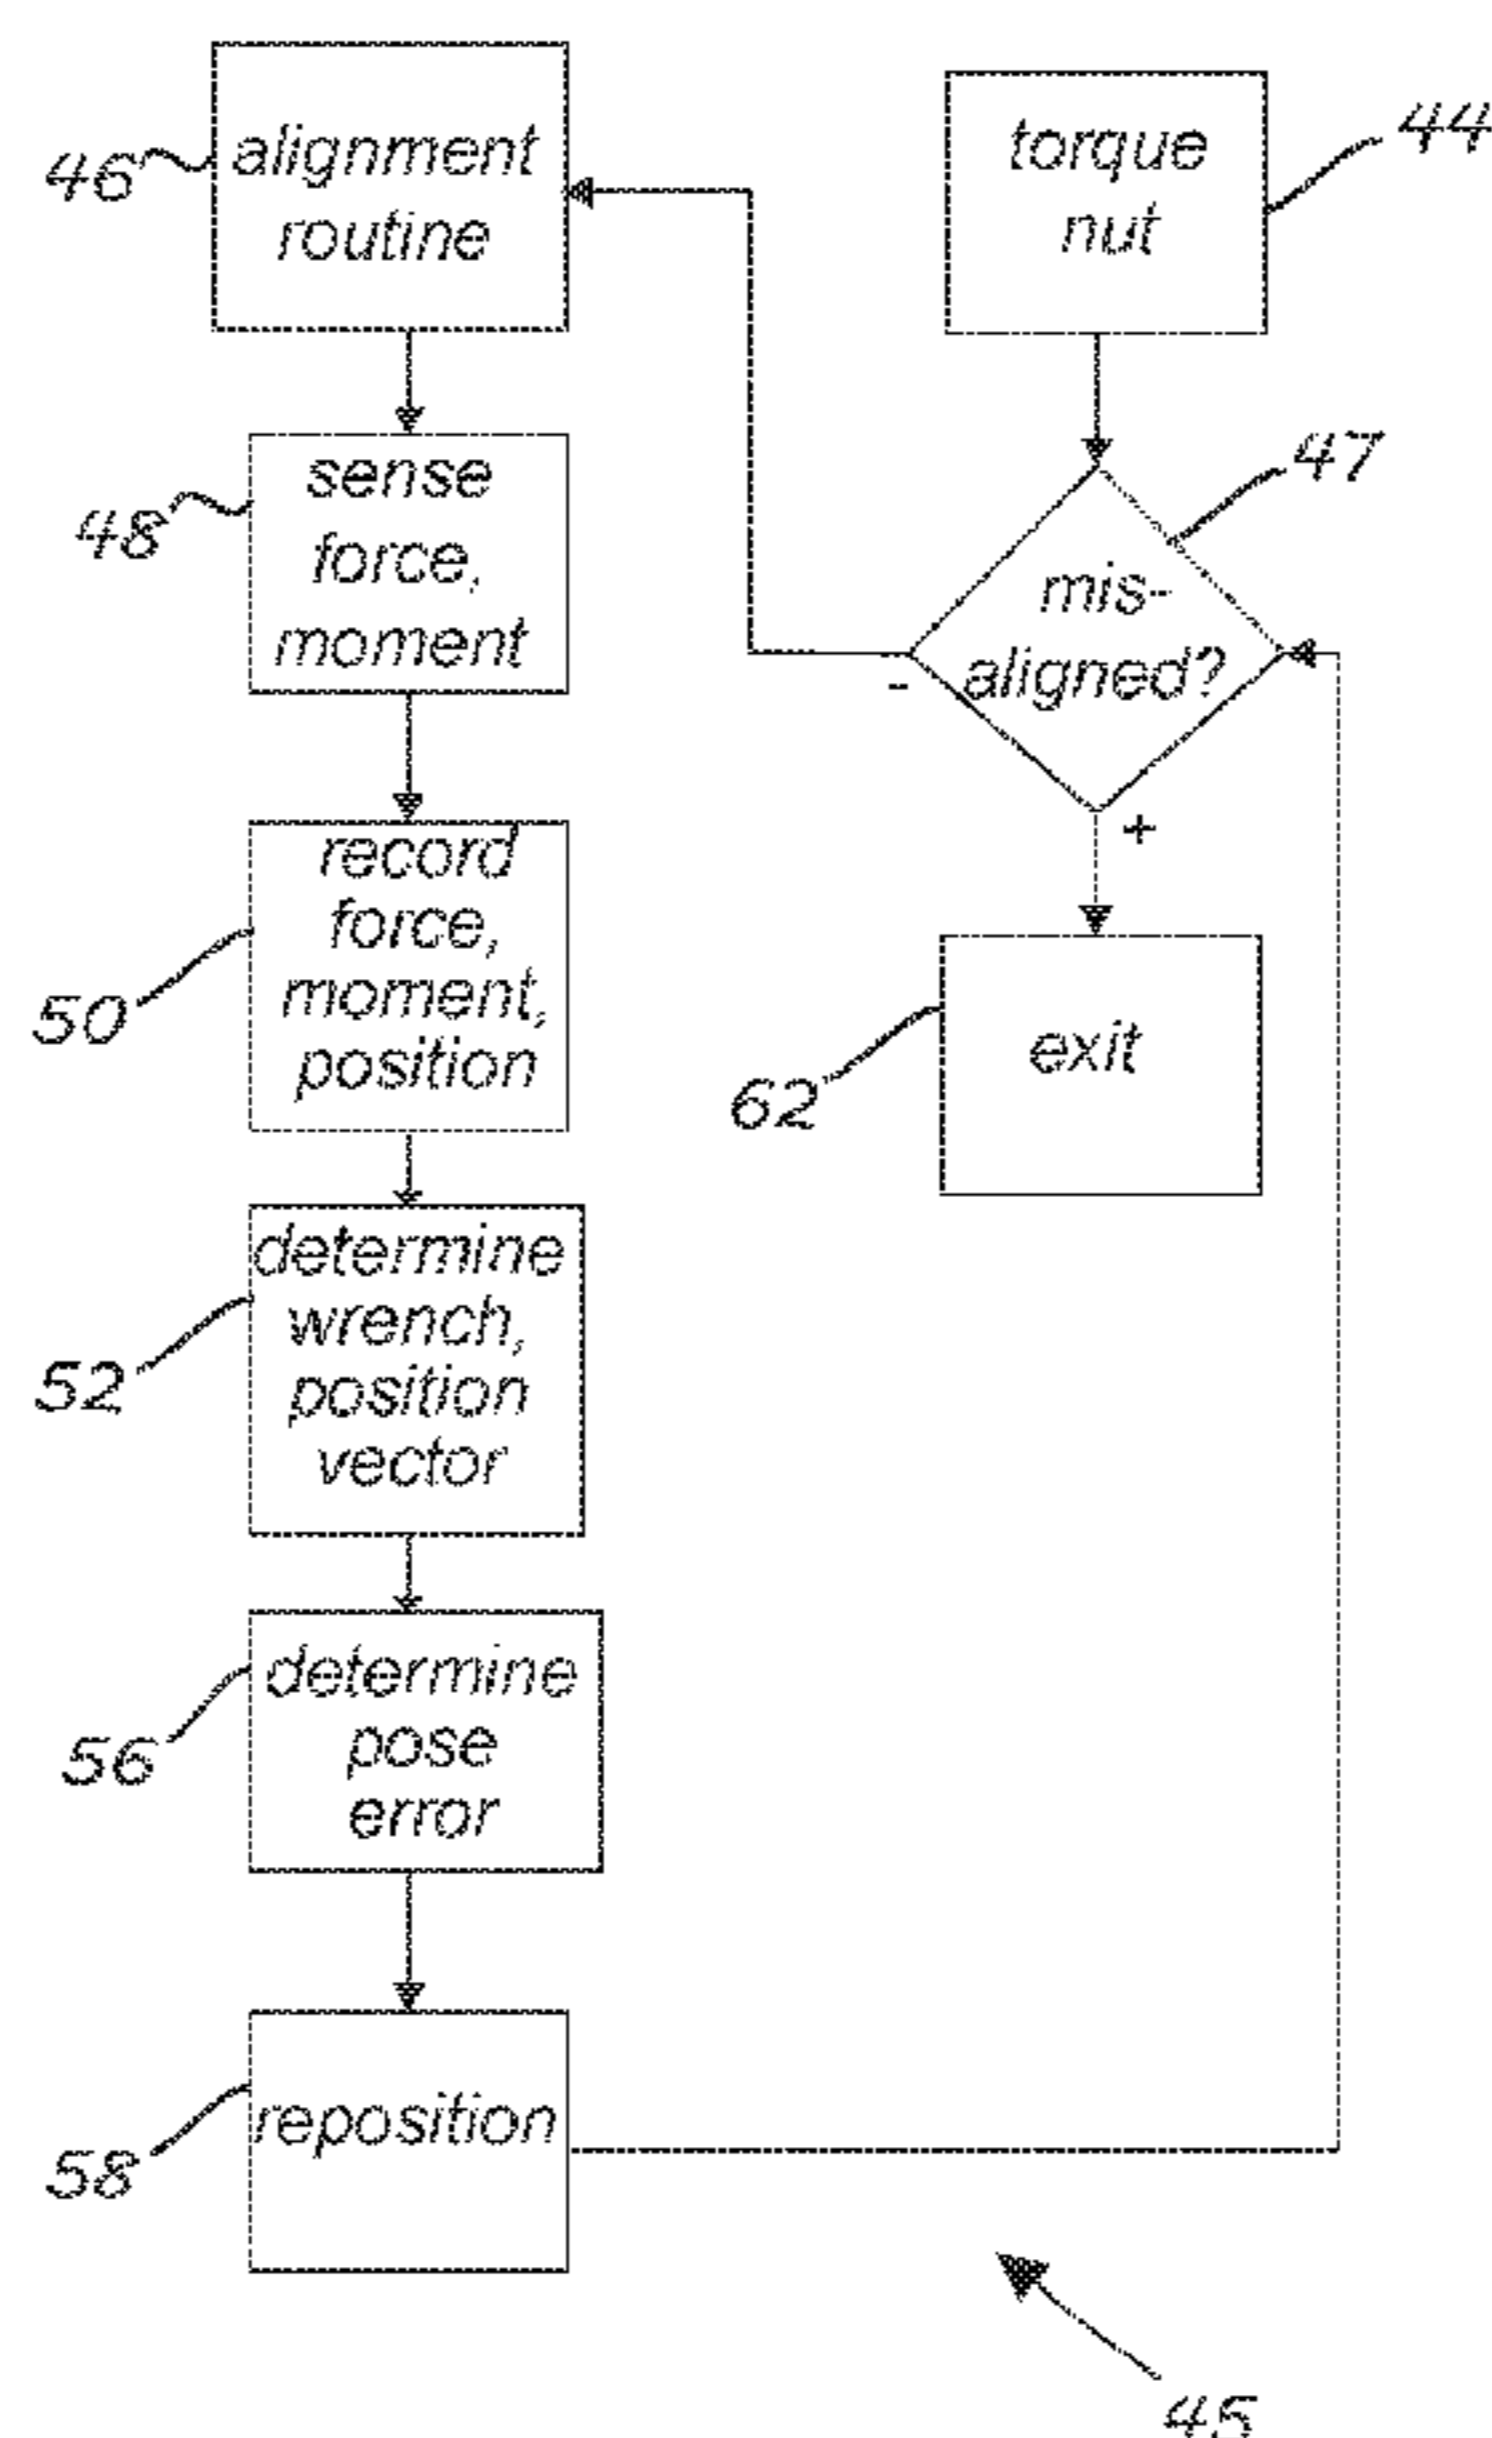 alignment
routine
46
torque
nut
44
sense
force,
moment
48
mis-
aligned?
47
-
+
record
force,
moment,
position
50
exit
62
determine
wrench,
position
vector
52
determine
pose
error
56
reposition
58
45